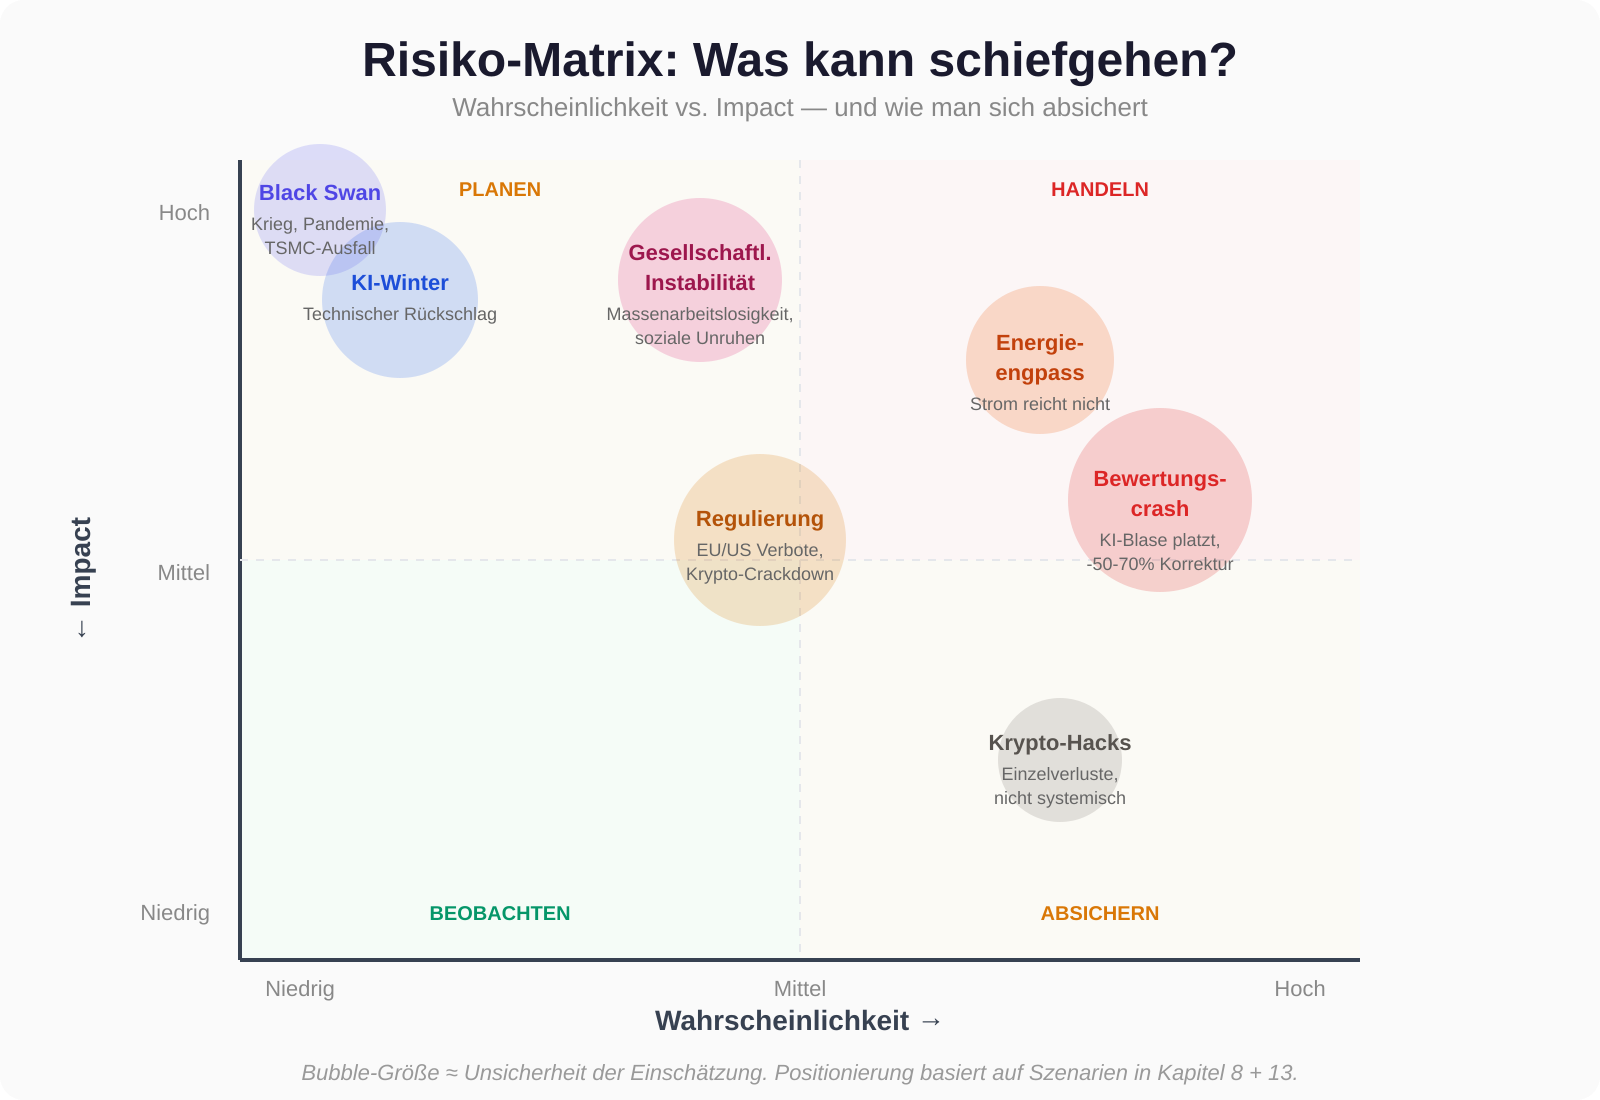 Risiko-Matrix: Was kann schiefgehen?
Wahrscheinlichkeit vs. Impact — und wie man sich absichert
PLANEN
HANDELN
Hoch
Black Swan
Krieg, Pandemie,
TSMC-Ausfall
KI-Winter
Technischer Rückschlag
Gesellschaftl.
Instabilität
Massenarbeitslosigkeit,
soziale Unruhen
Energie-
engpass
Strom reicht nicht
Bewertungs-
crash
KI-Blase platzt,
-50-70% Korrektur
Regulierung
EU/US Verbote,
Krypto-Crackdown
← Impact
Mittel
Krypto-Hacks
Einzelverluste,
nicht systemisch
Niedrig
BEOBACHTEN
ABSICHERN
Niedrig
Mittel
Hoch
Wahrscheinlichkeit →
Bubble-Größe ≈ Unsicherheit der Einschätzung. Positionierung basiert auf Szenarien in Kapitel 8 + 13.